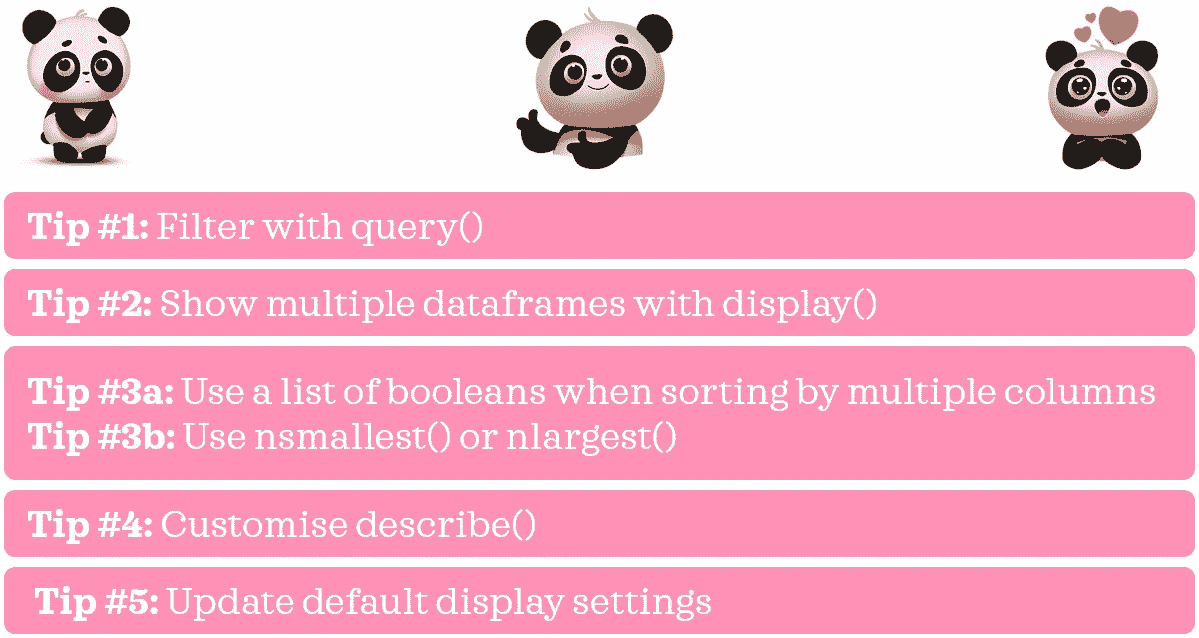 Tip #1: Filter with query()
Tip #2: Show multiple dataframes with display()
Tip #3a: Use a list of booleans when sorting by multiple columns
Tip #3b: Use nsmallest() or nlargest()
Tip #4: Customise describe()
Tip #5: Update default display settings